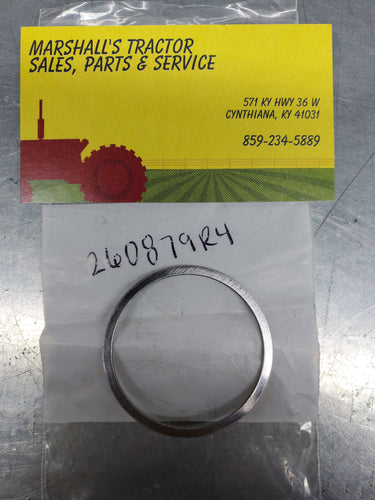 MARSHALL'S TRACTOR
SALES, PARTS & SERVICE
571 KY HWY 36 W
CYNTHIANA, KY 41031
859-234-5889
260879R4